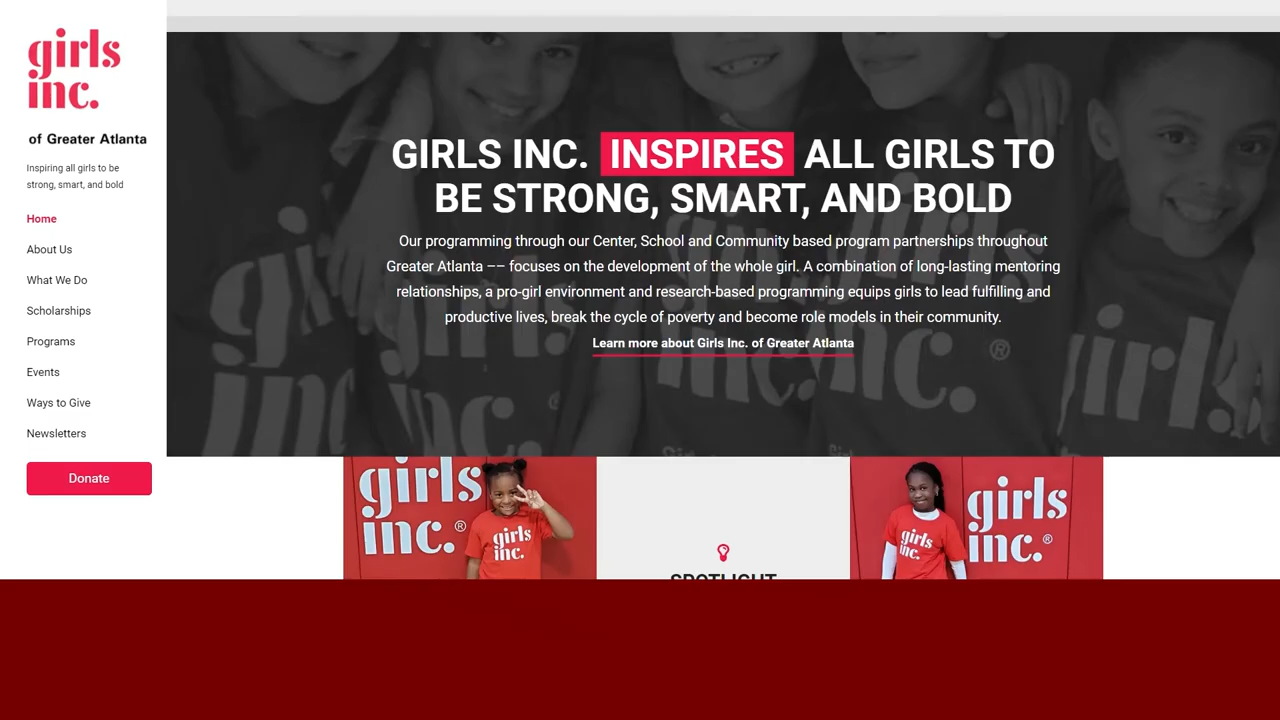 girls
inc.
of Greater Atlanta
Inspiring all girls to be
strong, smart, and bold
Home
About Us
What We Do
Scholarships
Programs
Events
Ways to Give
Newsletters
Donate
GIRLS INC. INSPIRES ALL GIRLS TO
BE STRONG, SMART, AND BOLD
Our programming through our Center, School and Community based program partnerships throughout
Greater Atlanta –– focuses on the development of the whole girl. A combination of long-lasting mentoring
relationships, a pro-girl environment and research-based programming equips girls to lead fulfilling and
productive lives, break the cycle of poverty and become role models in their community.
Learn more about Girls Inc. of Greater Atlanta
girls
inc.®
girls
inc.
SPOTLIGHT
girls
inc.
girls
inc.®